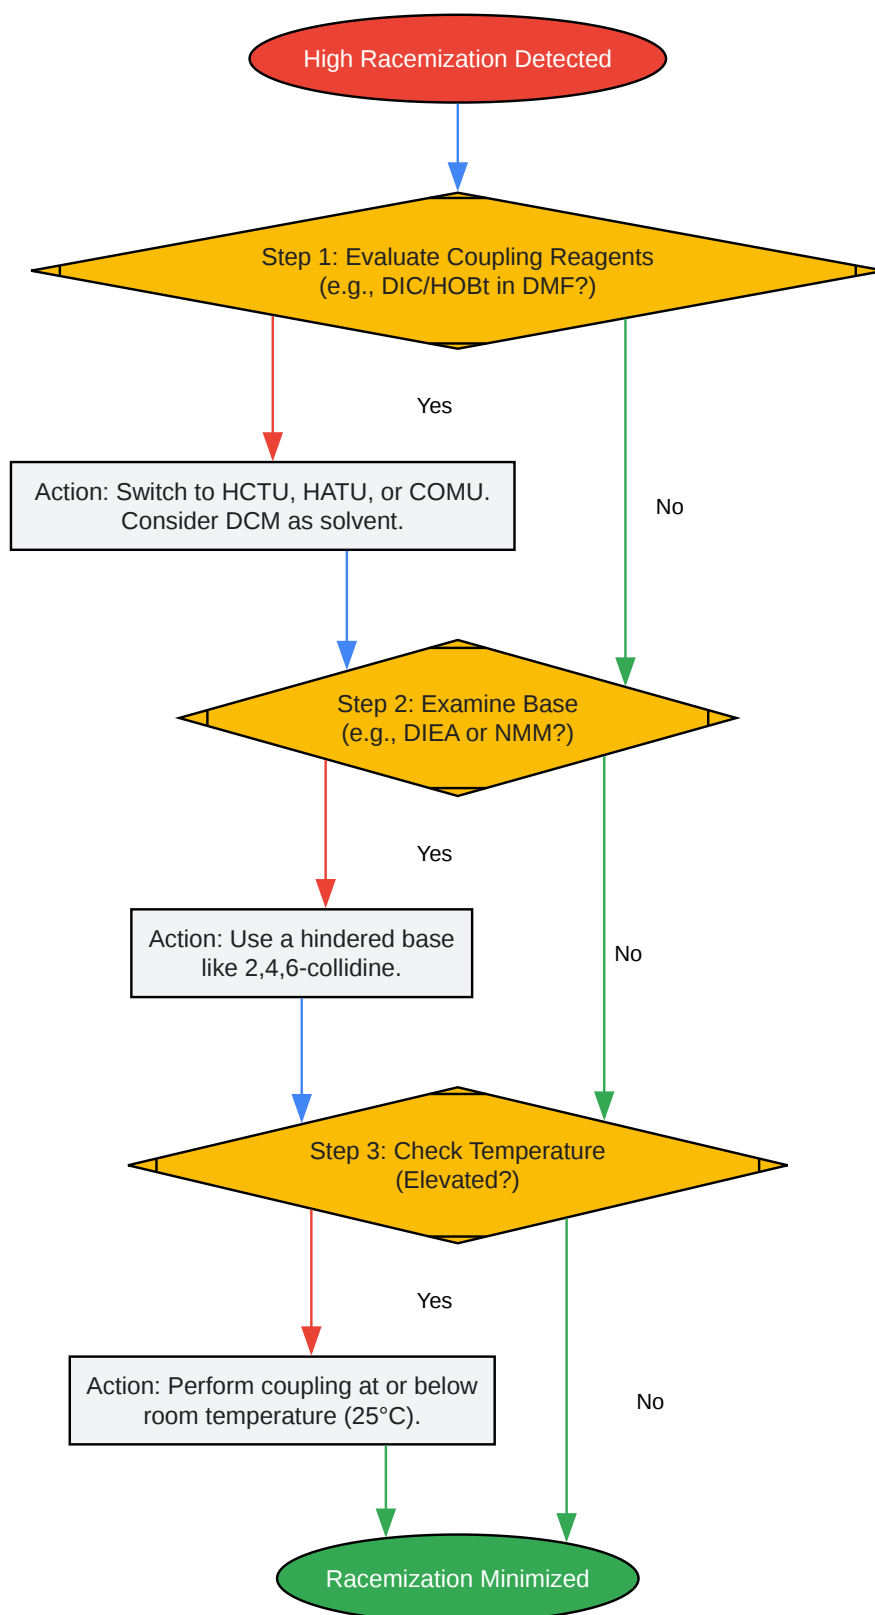 High Racemization Detected
Step 1: Evaluate Coupling Reagents
(e.g., DIC/HOBt in DMF?)
Yes
Action: Switch to HCTU, HATU, or COMU.
Consider DCM as solvent.
No
Step 2: Examine Base
(e.g., DIEA or NMM?)
Yes
Action: Use a hindered base
like 2,4,6-collidine.
No
Step 3: Check Temperature
(Elevated?)
Yes
Action: Perform coupling at or below
room temperature (25°C).
No
Racemization Minimized